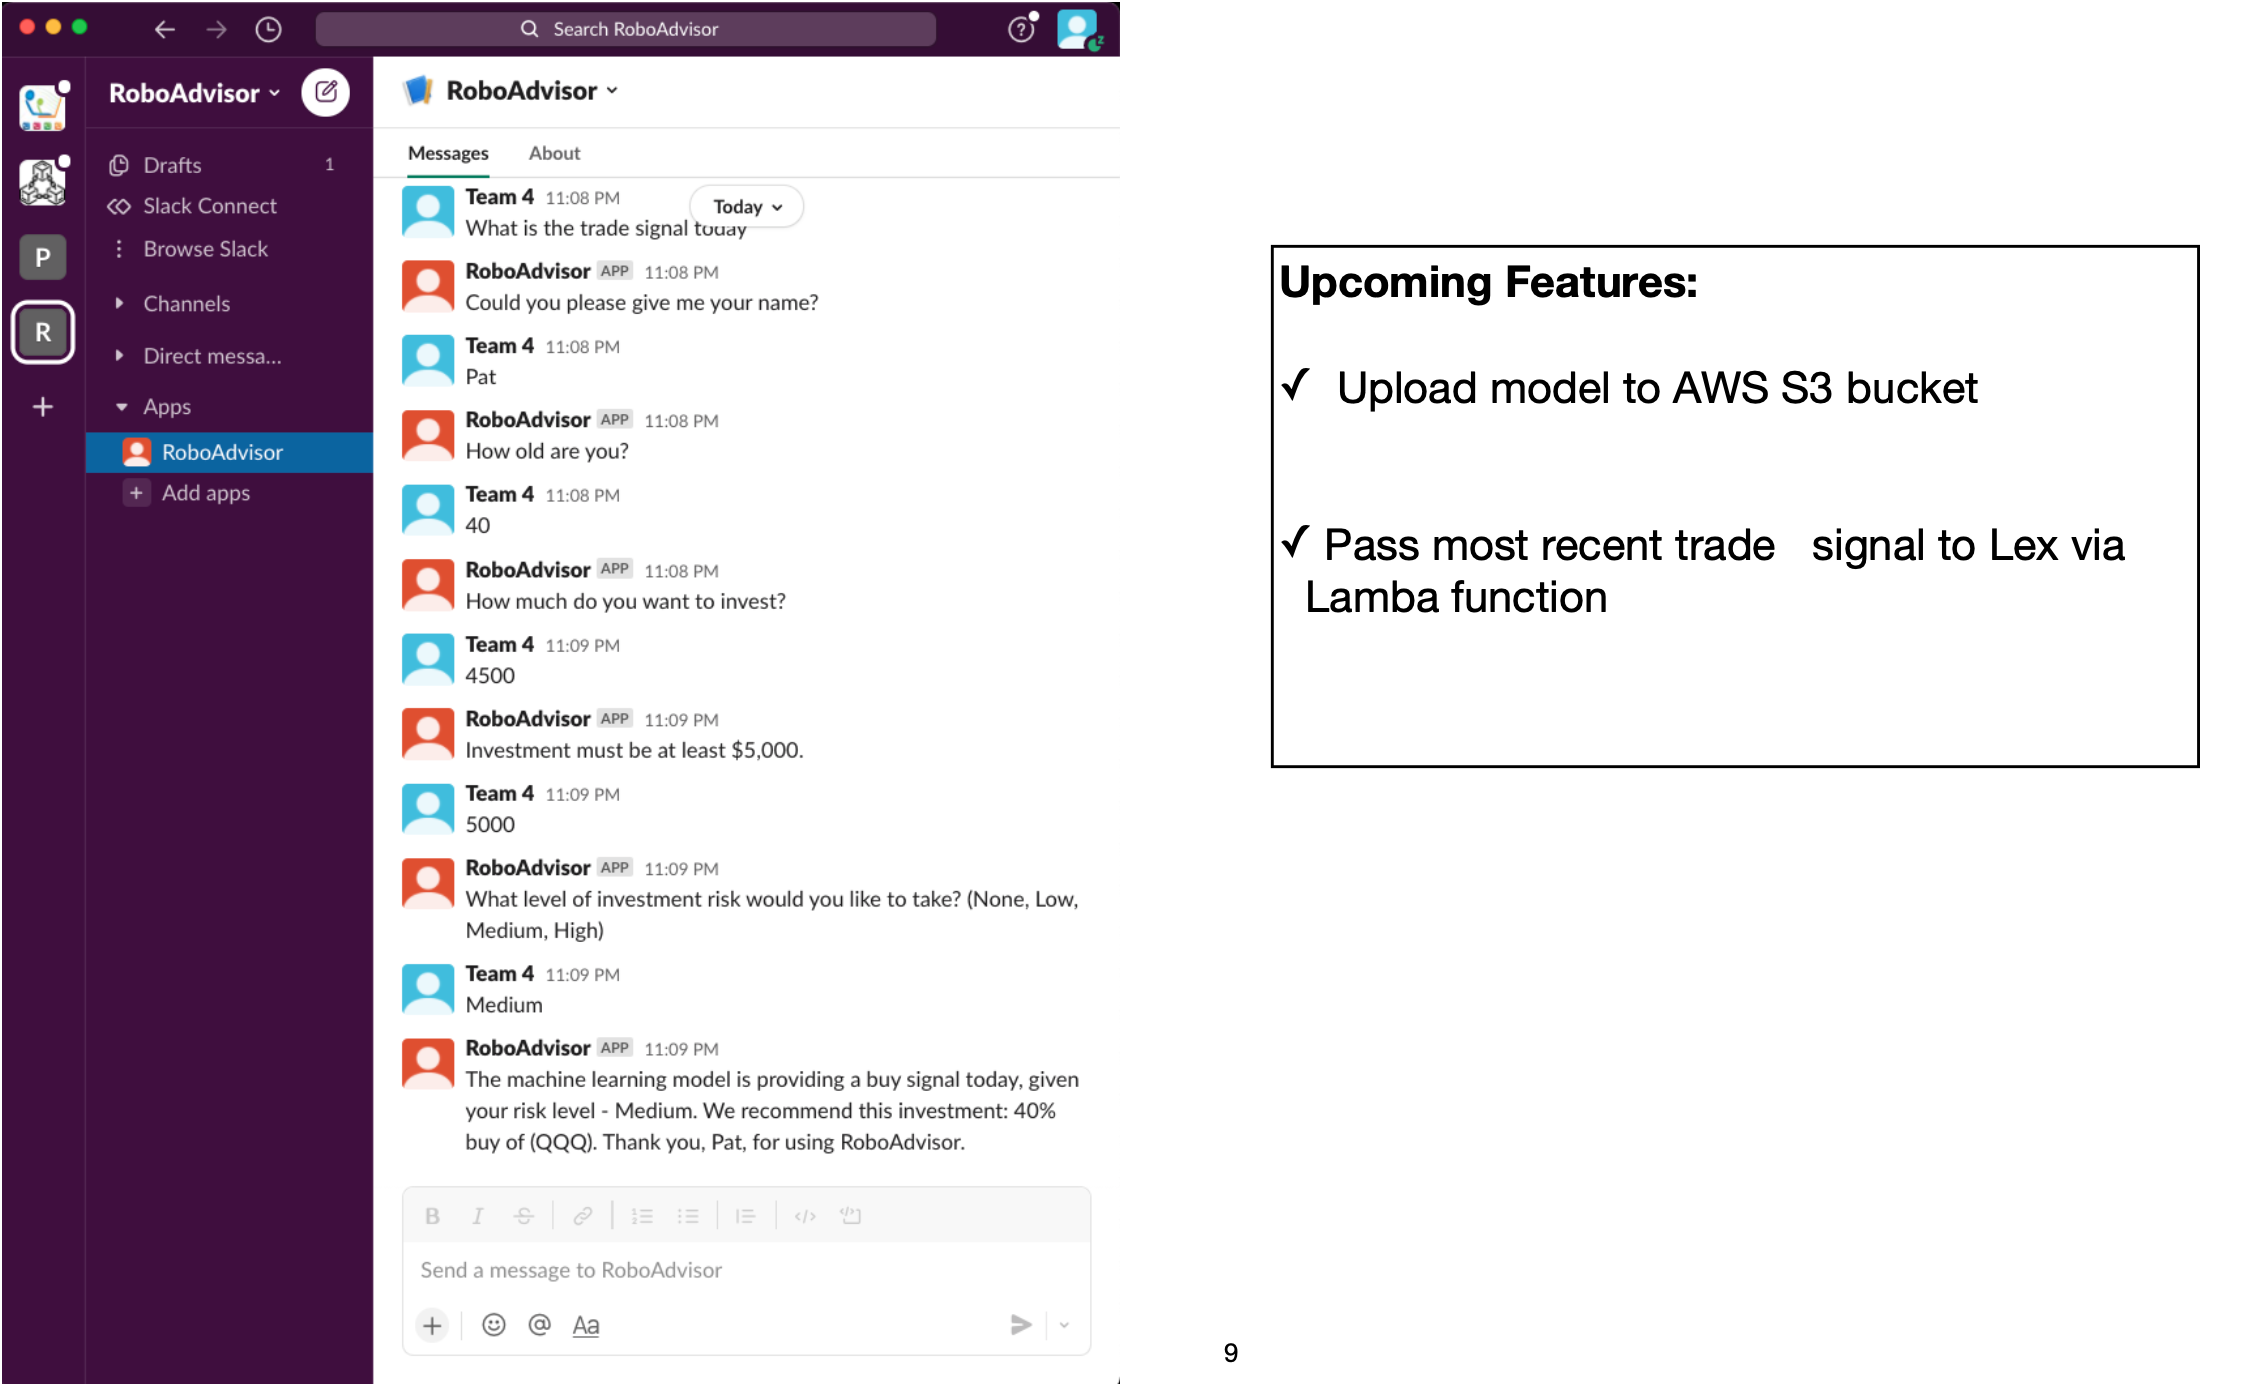 Search RoboAdvisor
RoboAdvisor
Drafts 1
Slack Connect
Browse Slack
P
Channels
R
Direct messa...
Apps
RoboAdvisor
Add apps
RoboAdvisor
Messages About
Today
Team 4 11:08 PM
What is the trade signal today
RoboAdvisor APP 11:08 PM
Could you please give me your name?
Team 4 11:08 PM
Pat
RoboAdvisor APP 11:08 PM
How old are you?
Team 4 11:08 PM
40
RoboAdvisor APP 11:08 PM
How much do you want to invest?
Team 4 11:09 PM
4500
RoboAdvisor APP 11:09 PM
Investment must be at least $5,000.
Team 4 11:09 PM
5000
RoboAdvisor APP 11:09 PM
What level of investment risk would you like to take? (None, Low,
Medium, High)
Team 4 11:09 PM
Medium
RoboAdvisor APP 11:09 PM
The machine learning model is providing a buy signal today, given
your risk level - Medium. We recommend this investment: 40%
buy of (QQQ). Thank you, Pat, for using RoboAdvisor.
B I S
Send a message to RoboAdvisor
Aa
Upcoming Features:
✓ Upload model to AWS S3 bucket
✓ Pass most recent trade signal to Lex via
Lamba function
9